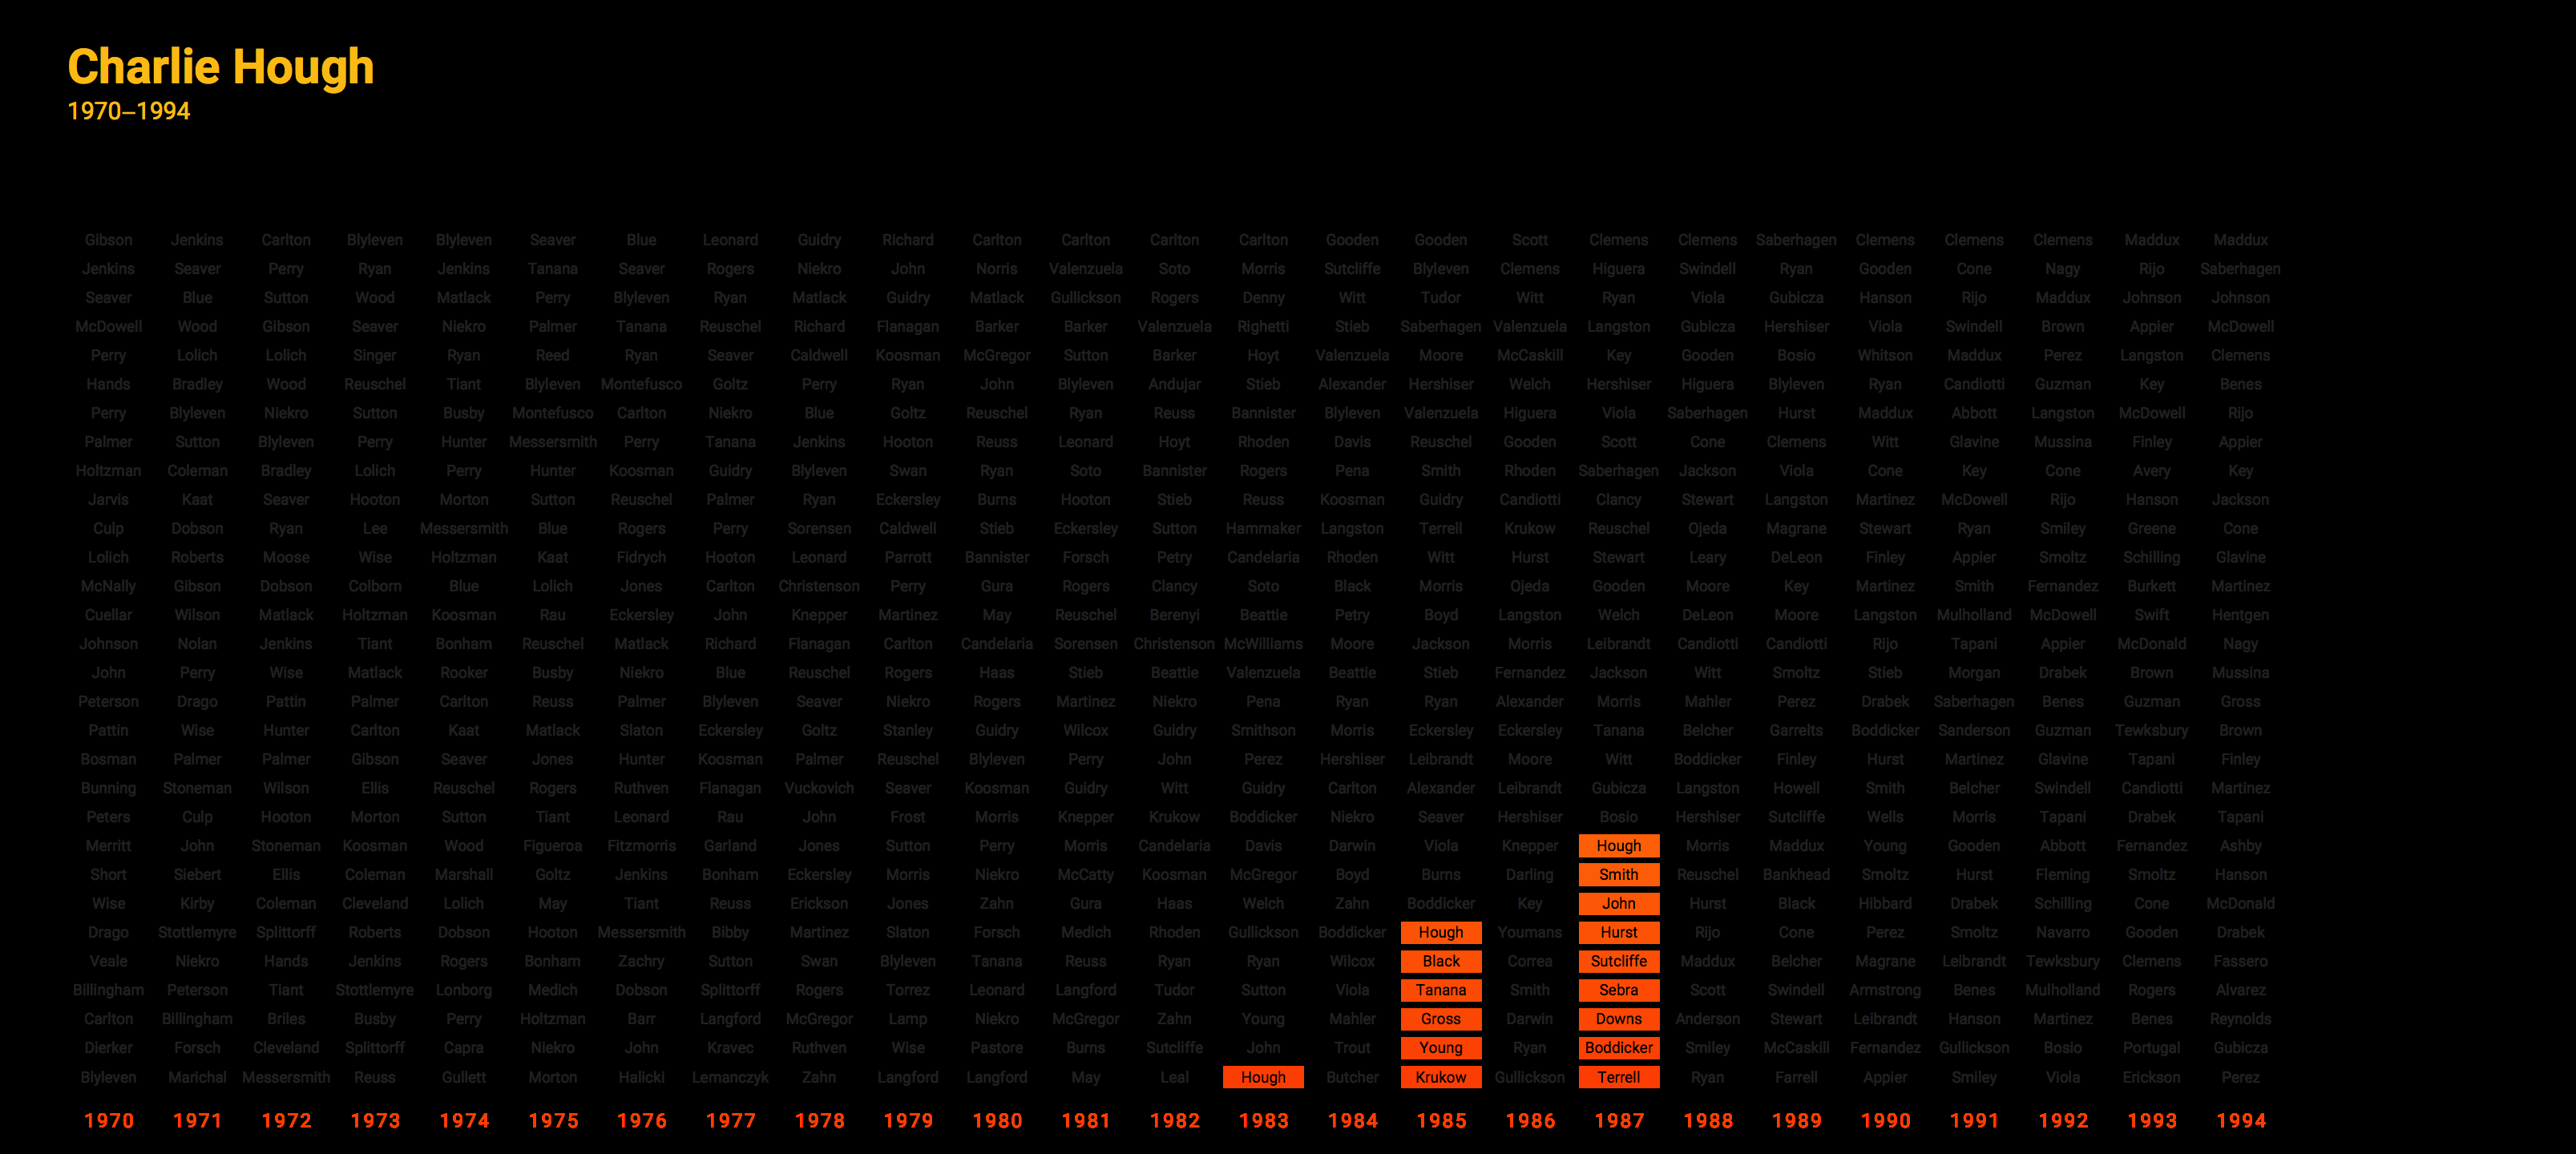 Charlie Hough
1970–1994
Gibson Jenkins Carlton Blyleven Blyleven Seaver Blue Leonard Guidry Richard Carlton Carlton Carlton Carlton Gooden Gooden Scott Clemens Clemens Saberhagen Clemens Clemens Clemens Maddux Maddux
Jenkins Seaver Perry Ryan Jenkins Tanana Seaver Rogers Niekro John Norris Valenzuela Soto Morris Sutcliffe Blyleven Clemens Higuera Swindell Ryan Gooden Cone Nagy Rijo Saberhagen
Seaver Blue Sutton Wood Matlack Perry Blyleven Ryan Matlack Guidry Matlack Gullickson Rogers Denny Witt Tudor Witt Ryan Viola Gubicza Hanson Rijo Maddux Johnson Johnson
McDowell Wood Gibson Seaver Niekro Palmer Tanana Reuschel Richard Flanagan Barker Barker Valenzuela Righetti Stieb Saberhagen Valenzuela Langston Gubicza Hershiser Viola Swindell Brown Appier McDowell
Perry Lolich Lolich Singer Ryan Reed Ryan Seaver Caldwell Koosman McGregor Sutton Barker Hoyt Valenzuela Moore McCaskill Key Gooden Bosio Whitson Maddux Perez Langston Clemens
Hands Bradley Wood Reuschel Tiant Blyleven Montefusco Goltz Perry Ryan John Blyleven Andujar Stieb Alexander Hershiser Welch Hershiser Higuera Blyleven Ryan Candiotti Guzman Key Benes
Perry Blyleven Niekro Sutton Busby Montefusco Carlton Niekro Blue Goltz Reuschel Ryan Reuss Bannister Blyleven Valenzuela Higuera Viola Saberhagen Hurst Maddux Abbott Langston McDowell Rijo
Palmer Sutton Blyleven Perry Hunter Messersmith Perry Tanana Jenkins Hooton Reuss Leonard Hoyt Rhoden Davis Reuschel Gooden Scott Cone Clemens Witt Glavine Mussina Finley Appier
Holtzman Coleman Bradley Lolich Perry Hunter Koosman Guidry Blyleven Swan Ryan Soto Bannister Rogers Pena Smith Rhoden Saberhagen Jackson Viola Cone Key Cone Avery Key
Jarvis Kaat Seaver Hooton Morton Sutton Reuschel Palmer Ryan Eckersley Burns Hooton Stieb Reuss Koosman Guidry Candiotti Clancy Stewart Langston Martinez McDowell Rijo Hanson Jackson
Culp Dobson Ryan Lee Messersmith Blue Rogers Perry Sorensen Caldwell Stieb Eckersley Sutton Hammaker Langston Terrell Krukow Reuschel Ojeda Magrane Stewart Ryan Smiley Greene Cone
Lolich Roberts Moose Wise Holtzman Kaat Fidrych Hooton Leonard Parrott Bannister Forsch Petry Candelaria Rhoden Witt Hurst Stewart Leary DeLeon Finley Appier Smoltz Schilling Glavine
McNally Gibson Dobson Colborn Blue Lolich Jones Carlton Christenson Perry Gura Rogers Clancy Soto Black Morris Ojeda Gooden Moore Key Martinez Smith Fernandez Burkett Martinez
Cuellar Wilson Matlack Holtzman Koosman Rau Eckersley John Knepper Martinez May Reuschel Berenyi Beattie Petry Boyd Langston Welch DeLeon Moore Langston Mulholland McDowell Swift Hentgen
Johnson Nolan Jenkins Tiant Bonham Reuschel Matlack Richard Flanagan Carlton Candelaria Sorensen Christenson McWilliams Moore Jackson Morris Leibrandt Candiotti Candiotti Rijo Tapani Appier McDonald Nagy
John Perry Wise Matlack Rooker Busby Niekro Blue Reuschel Rogers Haas Stieb Beattie Valenzuela Beattie Stieb Fernandez Jackson Witt Smoltz Stieb Morgan Drabek Brown Mussina
Peterson Drago Pattin Palmer Carlton Reuss Palmer Blyleven Seaver Niekro Rogers Martinez Niekro Pena Ryan Ryan Alexander Morris Mahler Perez Drabek Saberhagen Benes Guzman Gross
Pattin Wise Hunter Carlton Kaat Matlack Slaton Eckersley Goltz Stanley Guidry Wilcox Guidry Smithson Morris Eckersley Eckersley Tanana Belcher Garrelts Boddicker Sanderson Guzman Tewksbury Brown
Bosman Palmer Palmer Gibson Seaver Jones Hunter Koosman Palmer Reuschel Blyleven Perry John Perez Hershiser Leibrandt Moore Witt Boddicker Finley Hurst Martinez Glavine Tapani Finley
Bunning Stoneman Wilson Ellis Reuschel Rogers Ruthven Flanagan Vuckovich Seaver Koosman Guidry Witt Guidry Carlton Alexander Leibrandt Gubicza Langston Howell Smith Belcher Swindell Candiotti Martinez
Peters Culp Hooton Morton Sutton Tiant Leonard Rau John Frost Morris Knepper Krukow Boddicker Niekro Seaver Hershiser Bosio Hershiser Sutcliffe Wells Morris Tapani Drabek Tapani
Merritt John Stoneman Koosman Wood Figueroa Fitzmorris Garland Jones Sutton Perry Morris Candelaria Davis Darwin Viola Knepper Hough Morris Maddux Young Gooden Abbott Fernandez Ashby
Short Siebert Ellis Coleman Marshall Goltz Jenkins Bonham Eckersley Morris Niekro McCatty Koosman McGregor Boyd Burns Darling Smith Reuschel Bankhead Smoltz Hurst Fleming Smoltz Hanson
Wise Kirby Coleman Cleveland Lolich May Tiant Reuss Erickson Jones Zahn Gura Haas Welch Zahn Boddicker Key John Hurst Black Hibbard Drabek Schilling Cone McDonald
Drago Stottlemyre Splittorff Roberts Dobson Hooton Messersmith Bibby Martinez Slaton Forsch Medich Rhoden Gullickson Boddicker Hough Youmans Hurst Rijo Cone Perez Smoltz Navarro Gooden Drabek
Veale Niekro Hands Jenkins Rogers Bonham Zachry Sutton Swan Blyleven Tanana Reuss Ryan Ryan Wilcox Black Correa Sutcliffe Maddux Belcher Magrane Leibrandt Tewksbury Clemens Fassero
Billingham Peterson Tiant Stottlemyre Lonborg Medich Dobson Splittorff Rogers Torrez Leonard Langford Tudor Sutton Viola Tanana Smith Sebra Scott Swindell Armstrong Benes Mulholland Rogers Alvarez
Carlton Billingham Briles Busby Perry Holtzman Barr Langford McGregor Lamp Niekro McGregor Zahn Young Mahler Gross Darwin Downs Anderson Stewart Leibrandt Hanson Martinez Benes Reynolds
Dierker Forsch Cleveland Splittorff Capra Niekro John Kravec Ruthven Wise Pastore Burns Sutcliffe John Trout Young Ryan Boddicker Smiley McCaskill Fernandez Gullickson Bosio Portugal Gubicza
Blyleven Marichal Messersmith Reuss Gullett Morton Halicki Lemanczyk Zahn Langford Langford May Leal Hough Butcher Krukow Gullickson Terrell Ryan Farrell Appier Smiley Viola Erickson Perez
1970 1971 1972 1973 1974 1975 1976 1977 1978 1979 1980 1981 1982 1983 1984 1985 1986 1987 1988 1989 1990 1991 1992 1993 1994